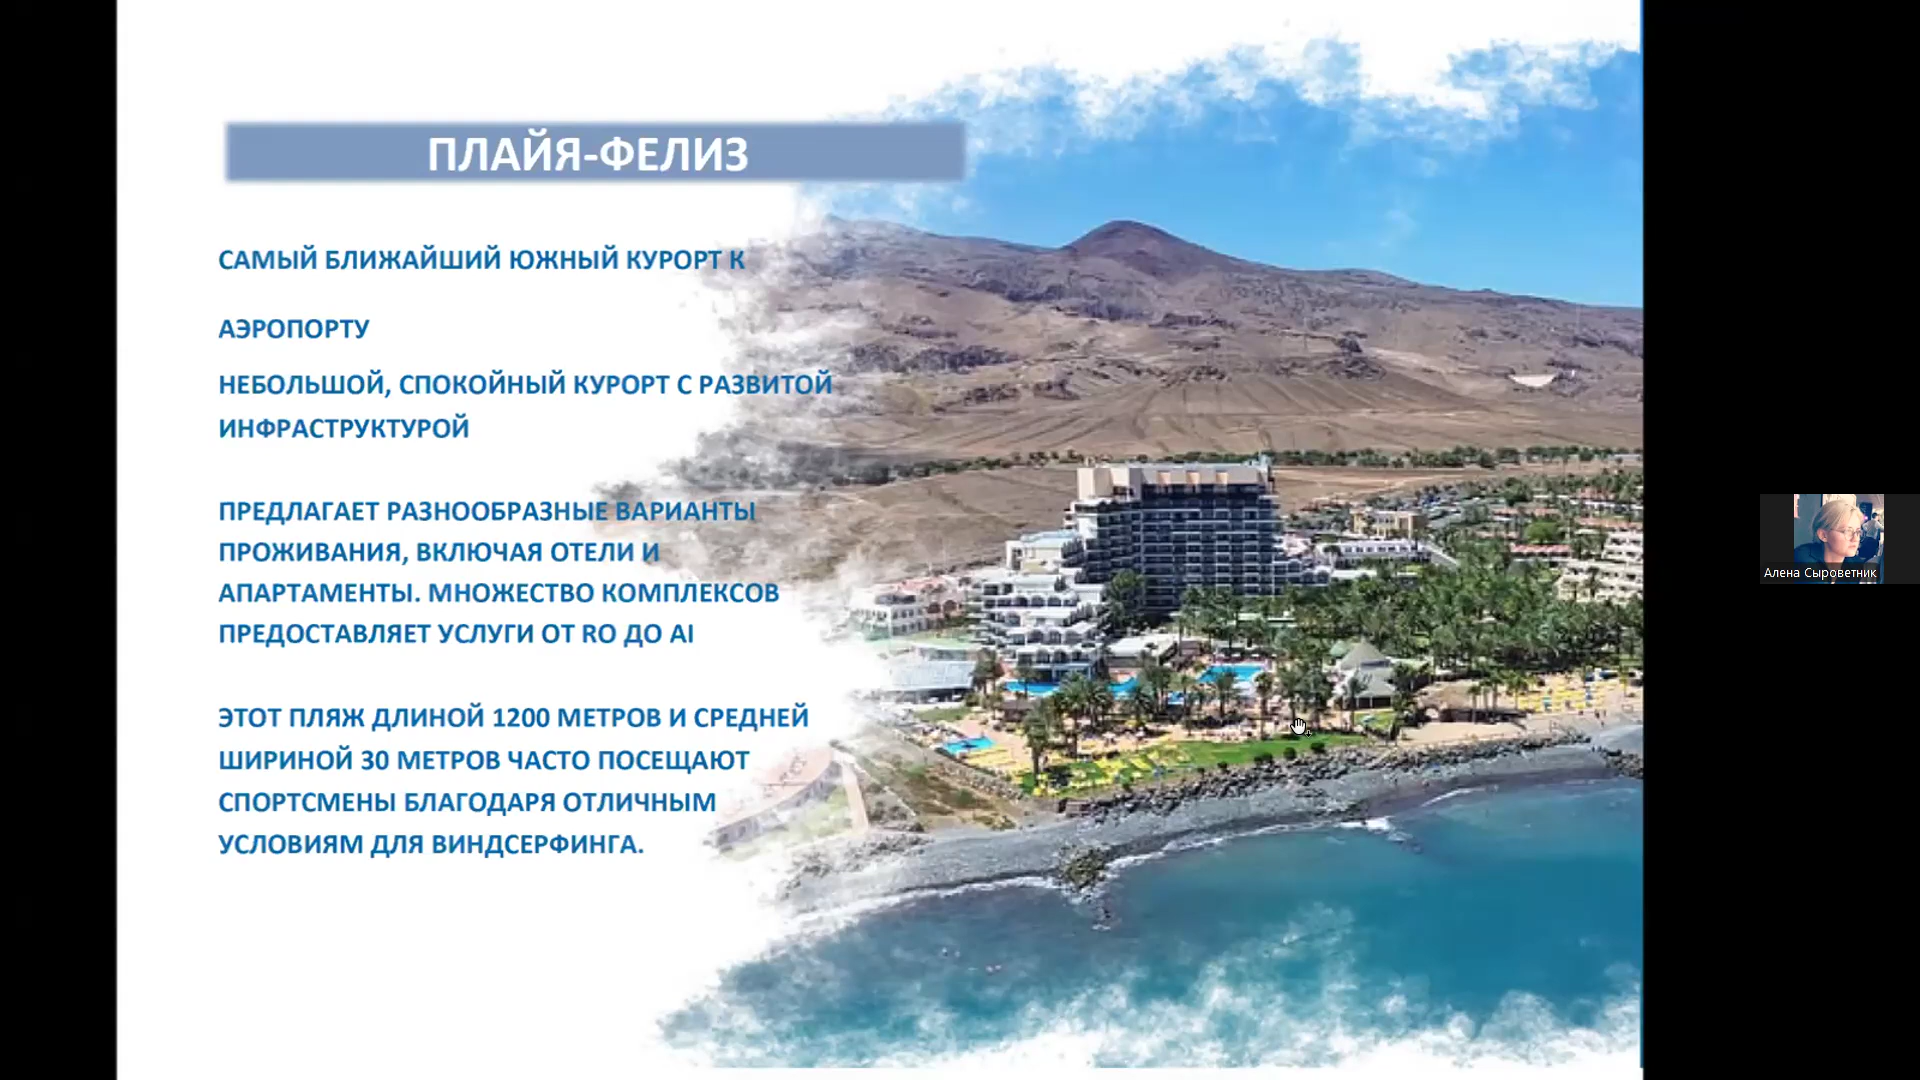 ПЛАЙЯ-ФЕЛИЗ
САМЫЙ БЛИЖАЙШИЙ ЮЖНЫЙ КУРОРТ К
АЭРОПОРТУ
НЕБОЛЬШОЙ, СПОКОЙНЫЙ КУРОРТ С РАЗВИТОЙ
ИНФРАСТРУКТУРОЙ
ПРЕДЛАГАЕТ РАЗНООБРАЗНЫЕ ВАРИАНТЫ
ПРОЖИВАНИЯ, ВКЛЮЧАЯ ОТЕЛИ И
АПАРТАМЕНТЫ. МНОЖЕСТВО КОМПЛЕКСОВ
ПРЕДОСТАВЛЯЕТ УСЛУГИ ОТ RO ДО AI
ЭТОТ ПЛЯЖ ДЛИНОЙ 1200 МЕТРОВ И СРЕДНЕЙ
ШИРИНОЙ 30 МЕТРОВ ЧАСТО ПОСЕЩАЮТ
СПОРТСМЕНЫ БЛАГОДАРЯ ОТЛИЧНЫМ
УСЛОВИЯМ ДЛЯ ВИНДСЕРФИНГА.
Алена Сыроветник